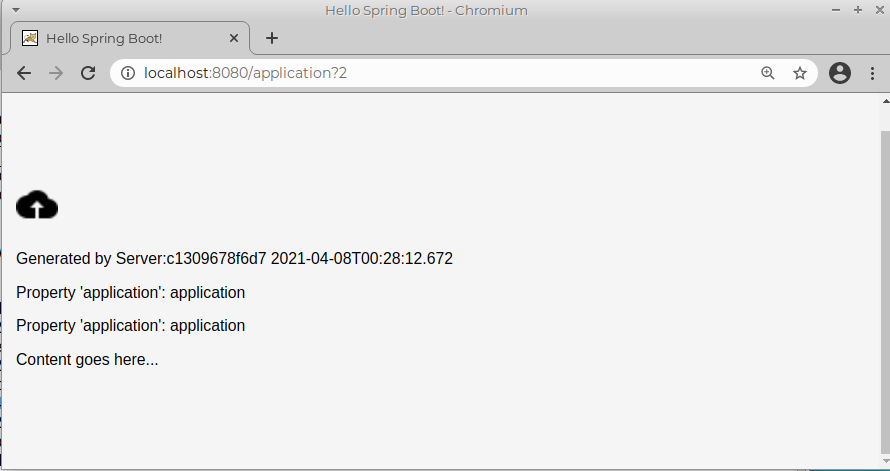 Hello Spring Boot! - Chromium
Hello Spring Boot!
localhost:8080/application?2
Generated by Server:c1309678f6d7 2021-04-08T00:28:12.672
Property 'application': application
Property 'application': application
Content goes here...